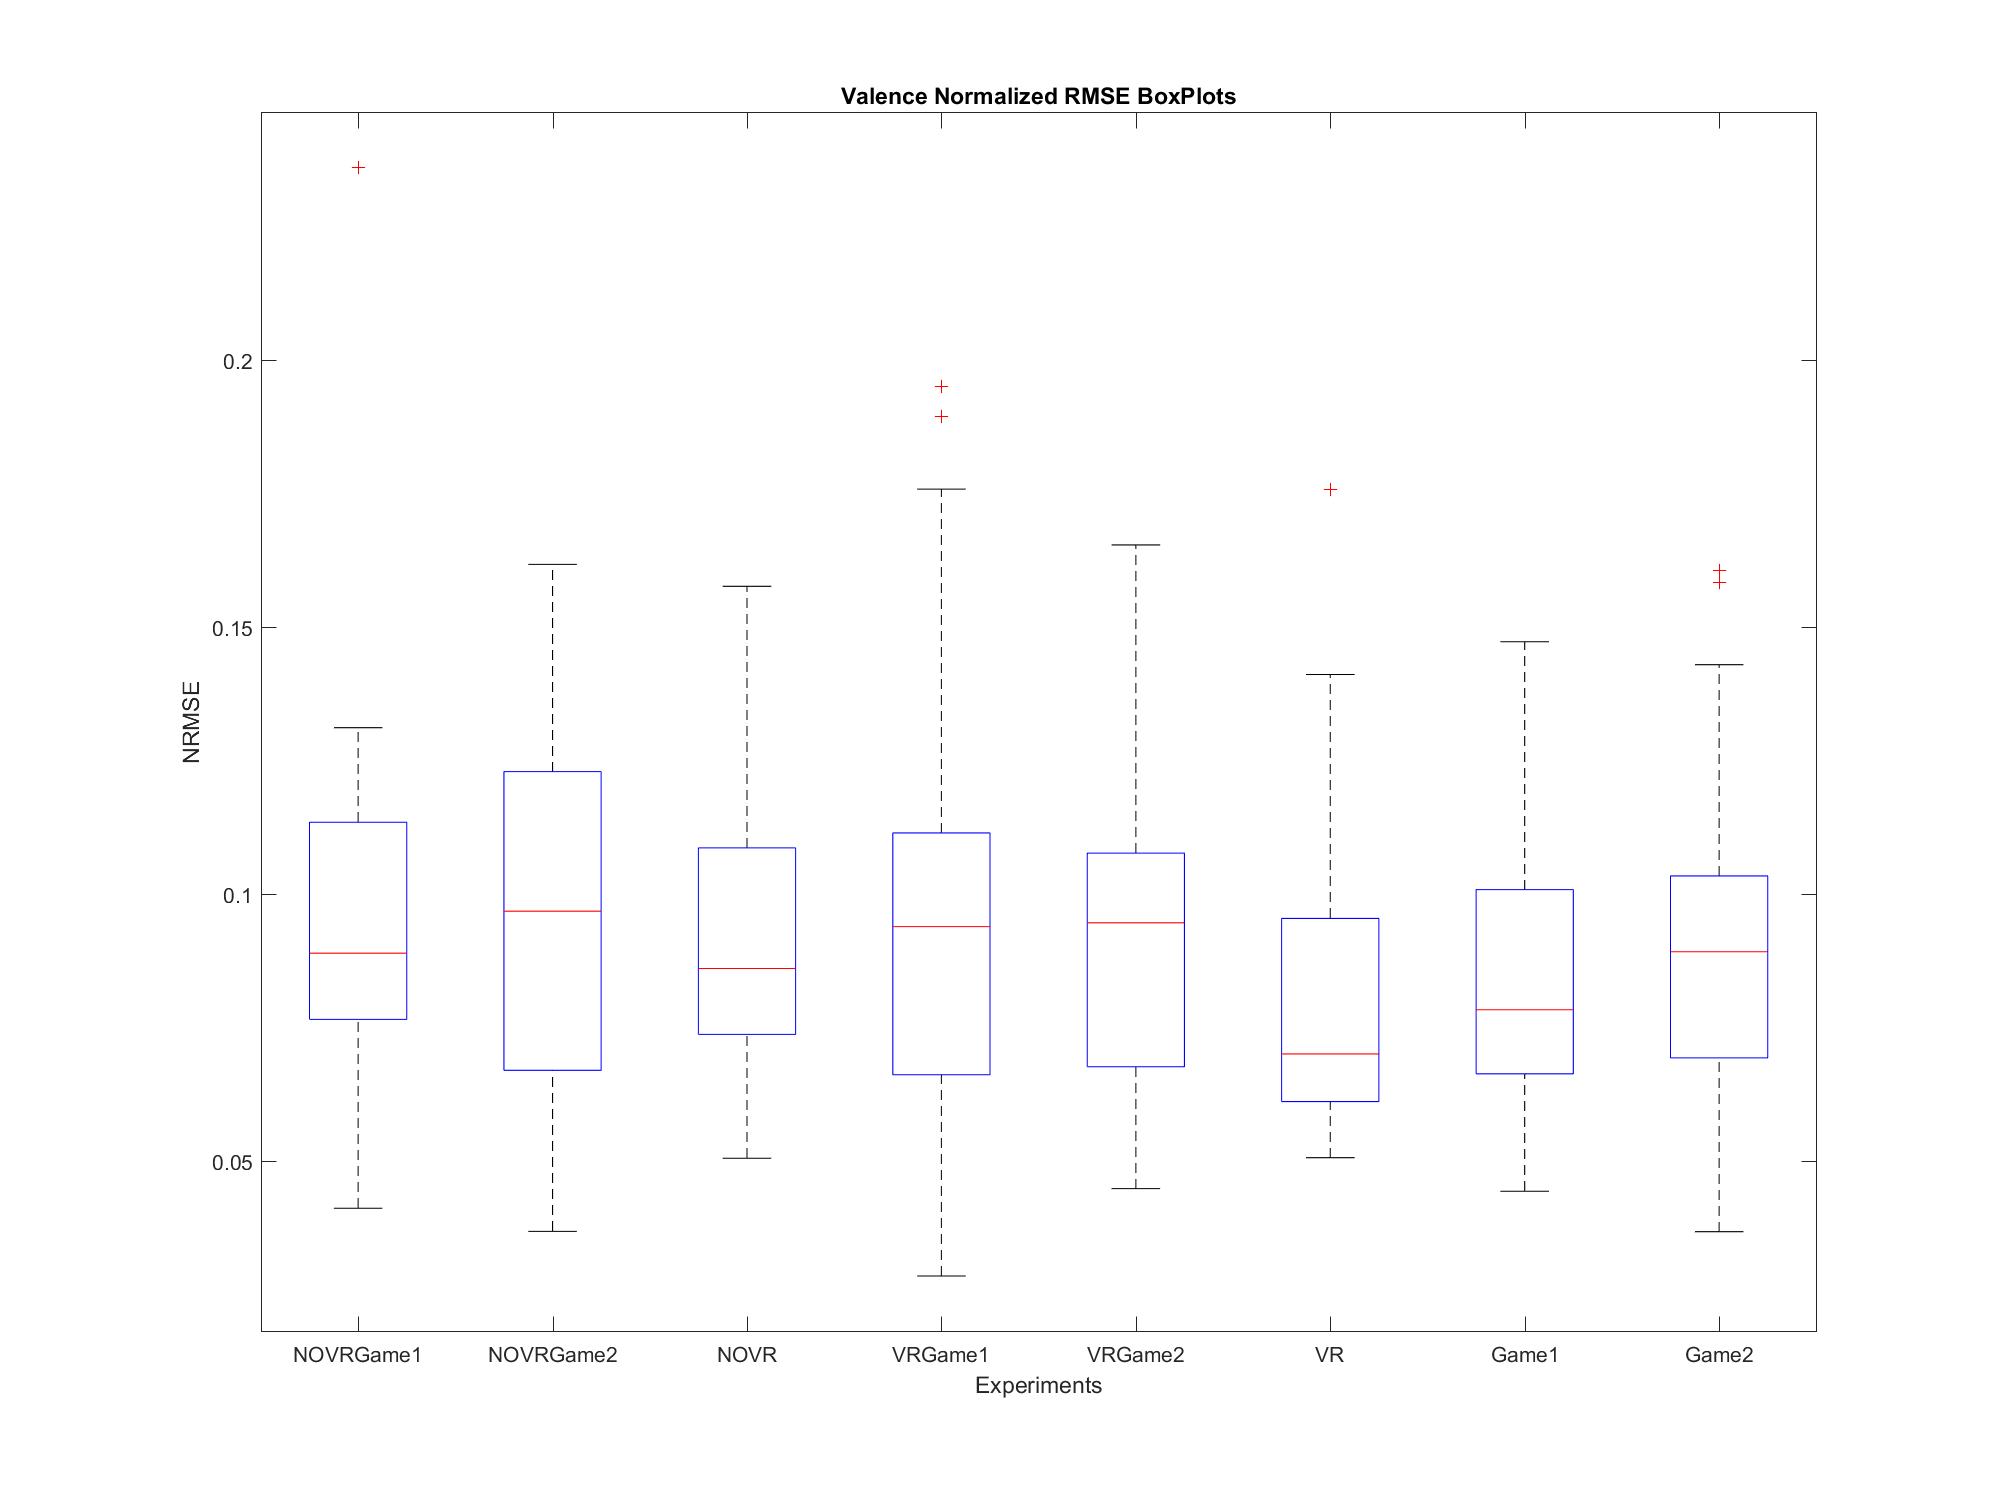 Valence Normalized RMSE BoxPlots
NRMSE
0.2
0.15
0.1
0.05
NOVRGame1 NOVRGame2 NOVR VRGame1 VRGame2 VR Game1 Game2
Experiments